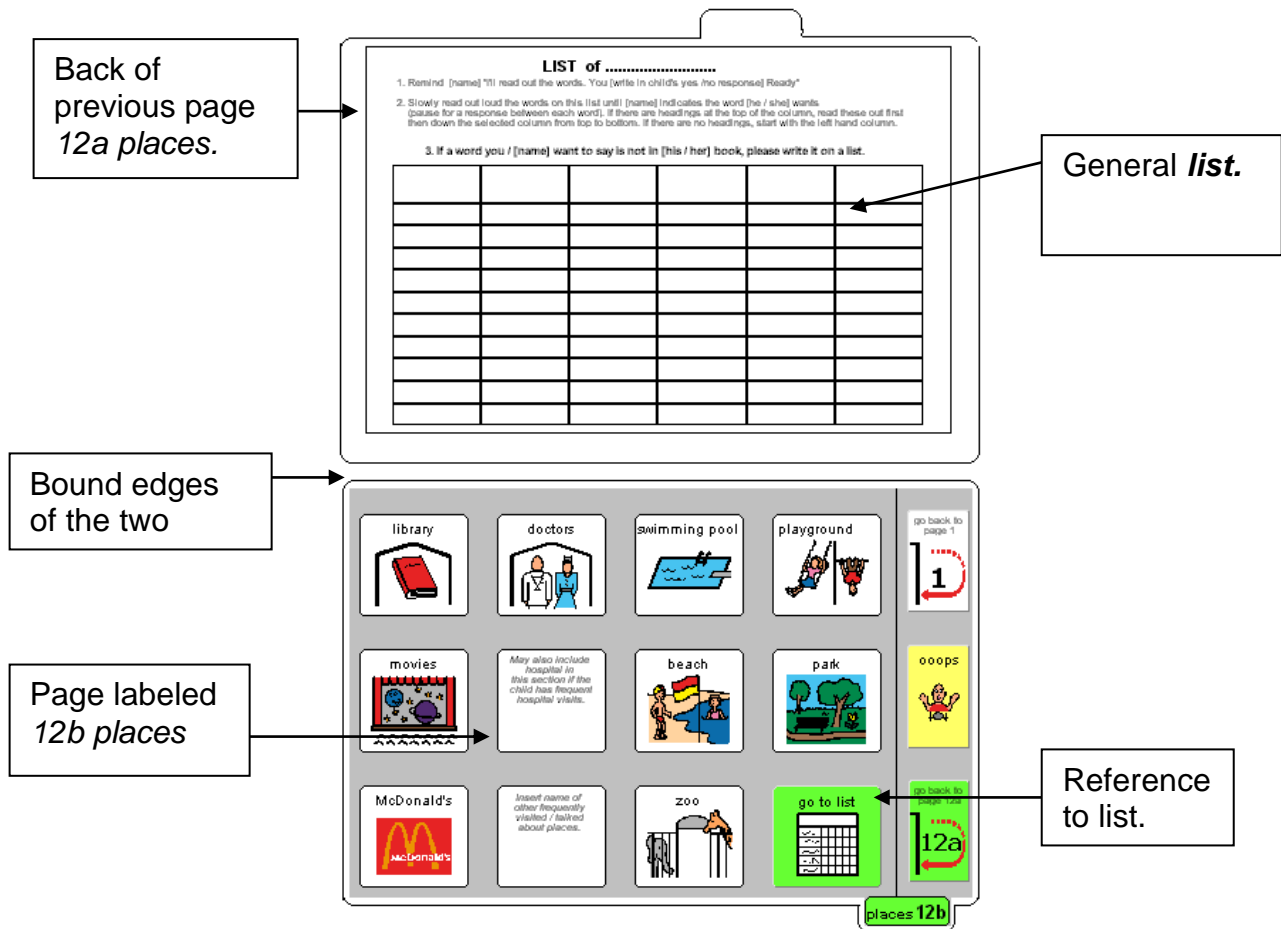 Back of
previous page
12a places.
LIST of ...........................
1. Remind [name] "I'll read out the words. You [write in child's yes /no response] Ready"
2. Slowly read out loud the words on this list until [name] indicates the word [he / she] wants
(pause for a response between each word). If there are headings at the top of the column, read these out first
then down the selected column from top to bottom. If there are no headings, start with the left hand column.
3. If a word you / [name] want to say is not in [his / her] book, please write it on a list.
General list.
Bound edges
of the two
library
doctors
swimming pool
playground
go back to
page 1
1
Page labeled
12b places
movies
May also include
hospital in
this section if the
child has frequent
hospital visits.
beach
park
ooops
McDonald's
McDonald's
Insert name of
other frequently
visited / talked
about places.
zoo
go to list
go back to
page 12a
12a
Reference
to list.
places 12b